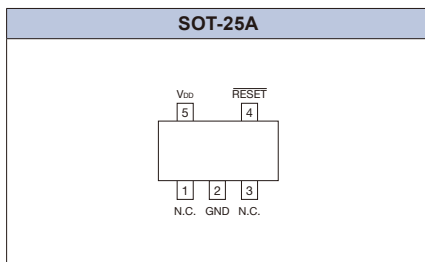 SOT-25A
VDD RESET
5 4
1 2 3
N.C. GND N.C.